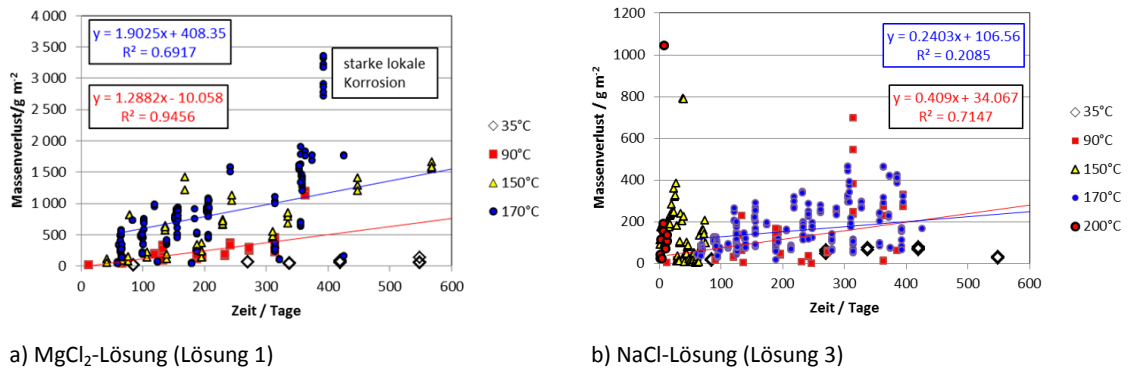 4 000
3 500
3 000
2 500
2 000
1 500
1 000
500
0
Massenverlust/g m⁻²
y = 1.9025x + 408.35
R² = 0.6917
y = 1.2882x - 10.058
R² = 0.9456
starke lokale
Korrosion
0 100 200 300 400 500 600
Zeit / Tage
35°C
90°C
150°C
170°C
a) MgCl₂-Lösung (Lösung 1)
1200
1000
800
600
400
200
0
Massenverlust / g m⁻²
y = 0.2403x + 106.56
R² = 0.2085
y = 0.409x + 34.067
R² = 0.7147
0 100 200 300 400 500 600
Zeit / Tage
35°C
90°C
150°C
170°C
200°C
b) NaCl-Lösung (Lösung 3)